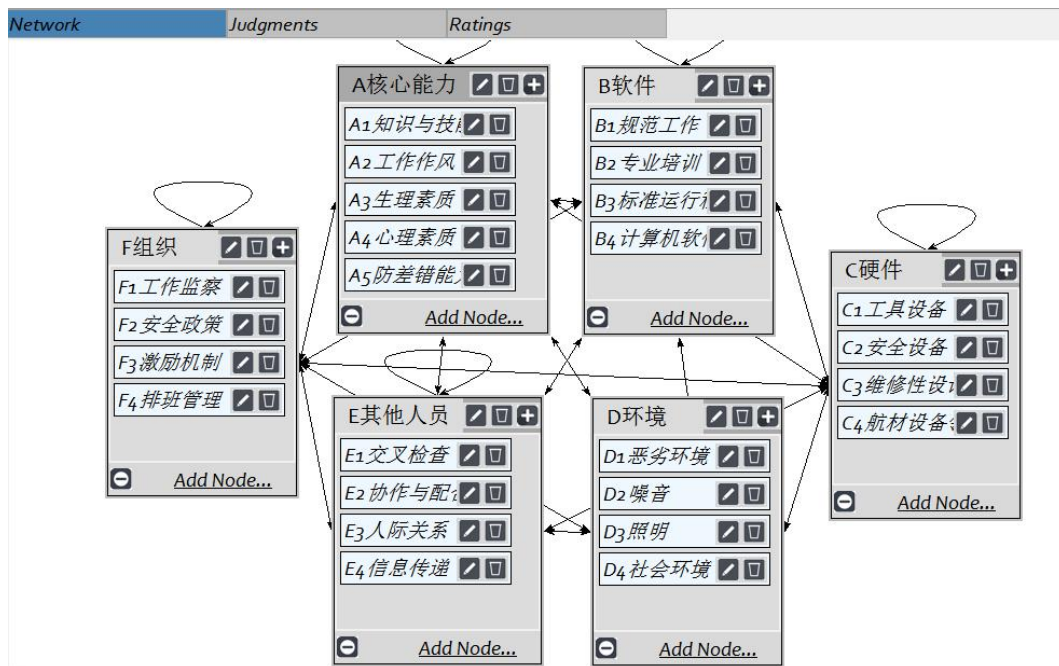 Network
Judgments
Ratings
A核心能力
A1知识与技
A2工作作风
A3生理素质
A4心理素质
A5防差错能
Add Node...
B软件
B1规范工作
B2专业培训
B3标准运行
B4计算机软
Add Node...
F组织
F1工作监察
F2安全政策
F3激励机制
F4排班管理
Add Node...
C硬件
C1工具设备
C2安全设备
C3维修性设
C4航材设备
Add Node...
E其他人员
E1交叉检查
E2协作与配
E3人际关系
E4信息传递
Add Node...
D环境
D1恶劣环境
D2噪音
D3照明
D4社会环境
Add Node...